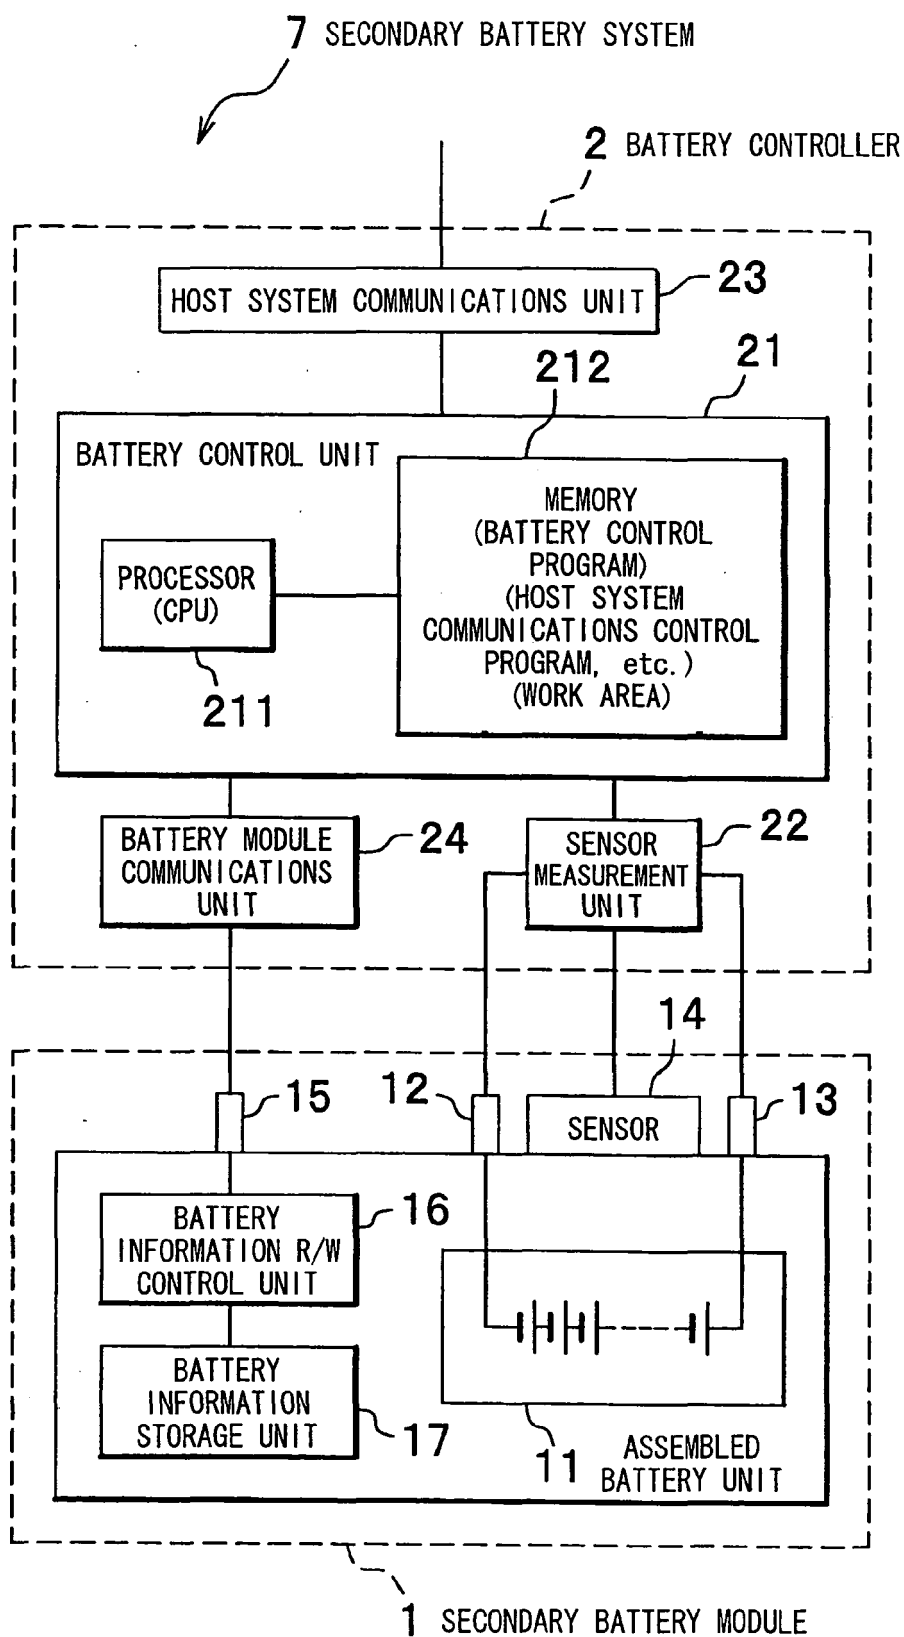 7 SECONDARY BATTERY SYSTEM
2 BATTERY CONTROLLER
HOST SYSTEM COMMUNICATIONS UNIT
23
21
212
BATTERY CONTROL UNIT
MEMORY
(BATTERY CONTROL
PROGRAM)
(HOST SYSTEM
COMMUNICATIONS CONTROL
PROGRAM, etc.)
(WORK AREA)
PROCESSOR
(CPU)
211
BATTERY MODULE
COMMUNICATIONS
UNIT
24
SENSOR
MEASUREMENT
UNIT
22
14
15
12
SENSOR
13
BATTERY
INFORMATION R/W
CONTROL UNIT
16
BATTERY
INFORMATION
STORAGE UNIT
17
11
ASSEMBLED
BATTERY UNIT
1 SECONDARY BATTERY MODULE